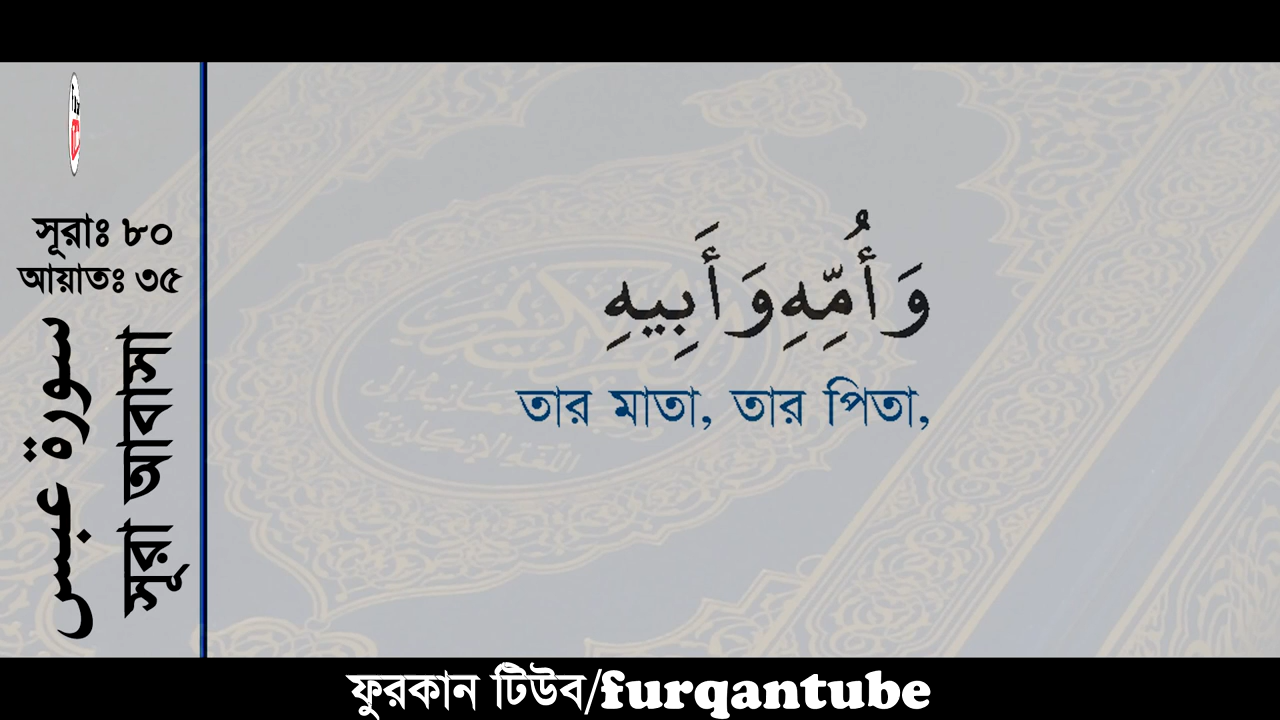 সূরাঃ ৮০
আয়াতঃ ৩৫
سورة عبس
সূরা আবাসা
وَأُمِّهِ وَأَبِيهِ
তার মাতা, তার পিতা,
ফুরকান টিউব/furqantube